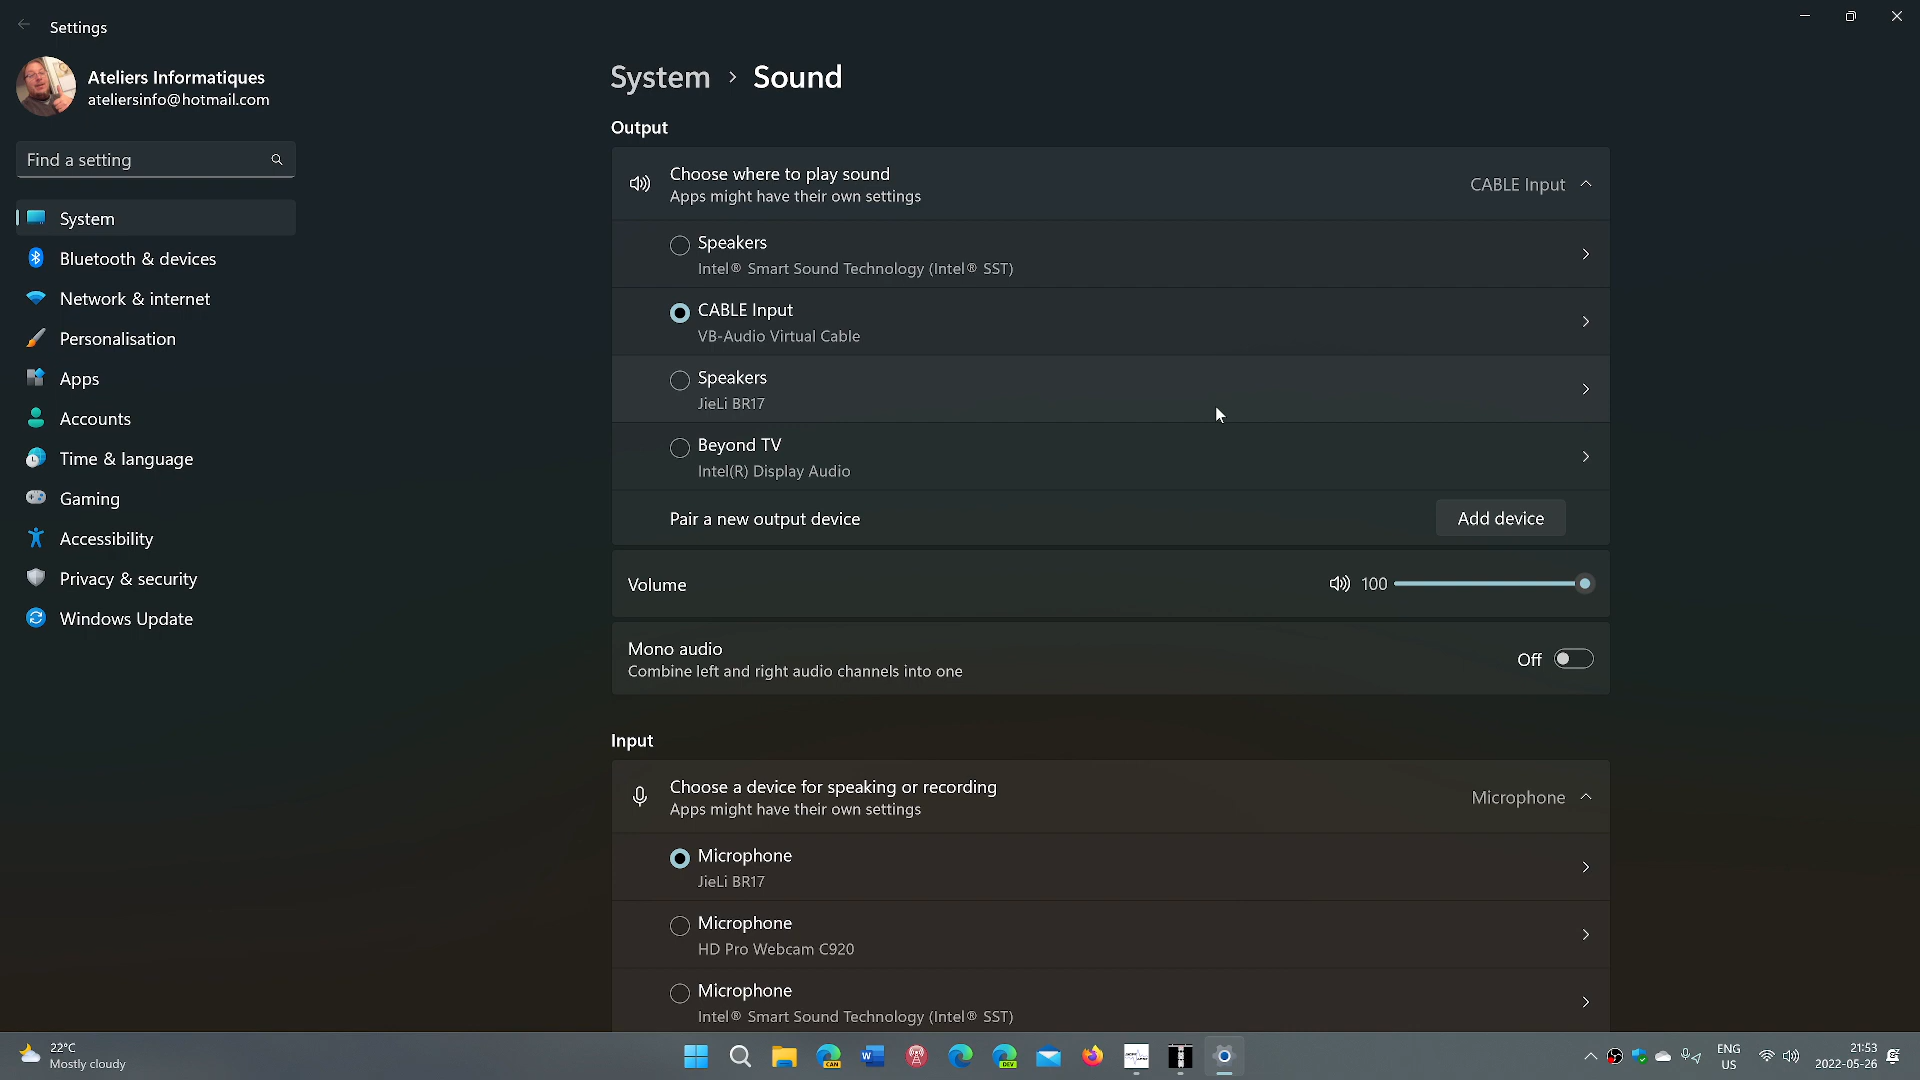 Settings
Ateliers Informatiques
ateliersinfo@hotmail.com
Find a setting
System
Bluetooth & devices
Network & internet
Personalisation
Apps
Accounts
Time & language
Gaming
Accessibility
Privacy & security
Windows Update
System > Sound
Output
Choose where to play sound
Apps might have their own settings
CABLE Input
Speakers
Intel® Smart Sound Technology (Intel® SST)
CABLE Input
VB-Audio Virtual Cable
Speakers
JieLi BR17
Beyond TV
Intel(R) Display Audio
Pair a new output device
Add device
Volume
100
Mono audio
Combine left and right audio channels into one
Off
Input
Choose a device for speaking or recording
Apps might have their own settings
Microphone
Microphone
JieLi BR17
Microphone
HD Pro Webcam C920
Microphone
Intel® Smart Sound Technology (Intel® SST)
22°C
Mostly cloudy
CAN
DEV
ENG
US
21:53
2022-05-26